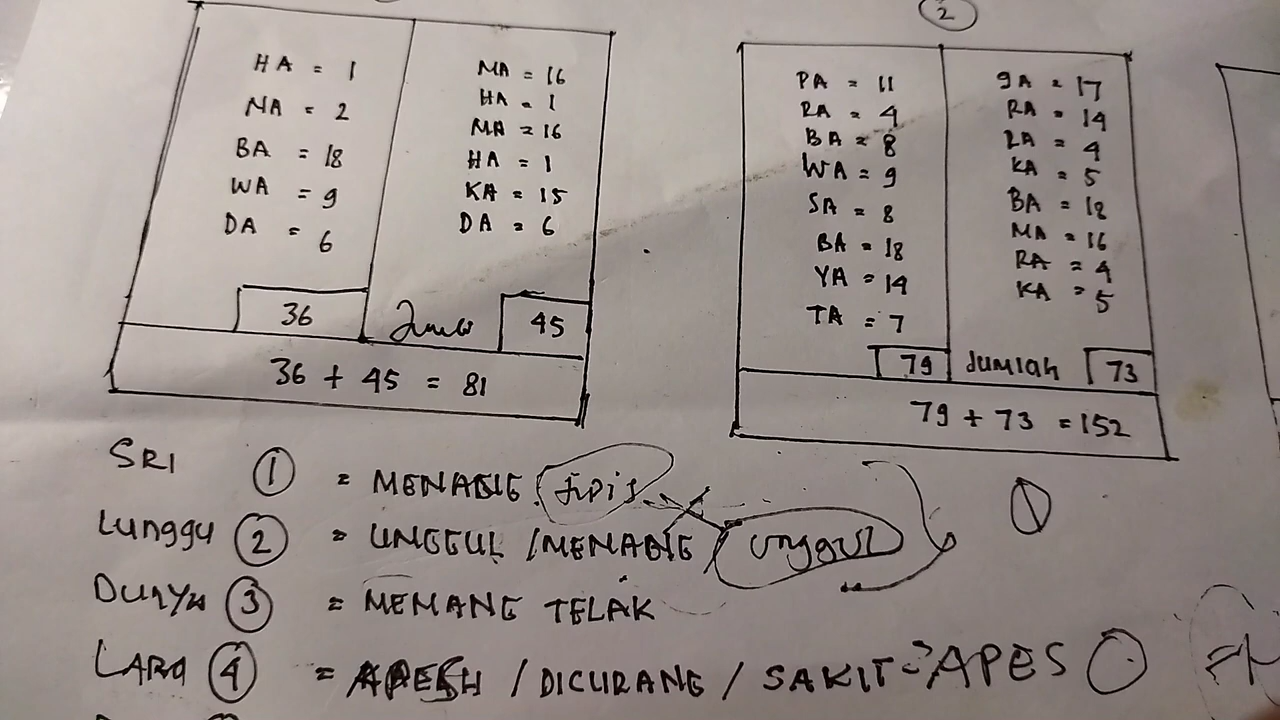 HA = 1
NA = 2
BA = 18
WA = 9
DA = 6
36
MA = 16
HA = 1
MA = 16
HA = 1
KA = 15
DA = 6
45
36 + 45 = 81
2
PA = 11
RA = 4
BA = 8
WA = 9
SA = 8
BA = 18
YA = 14
TA = 7
79
GA = 17
RA = 14
RA = 4
KA = 5
BA = 18
MA = 16
RA = 4
KA = 5
Jumlah
73
79 + 73 = 152
SRI 1 = MENANG tipis
Lunggu 2 = UNGGUL / MENANG / Unggul
Dunya 3 = MENANG TELAK
LARA 4 = APESH / DICURANG / SAKIT = APES